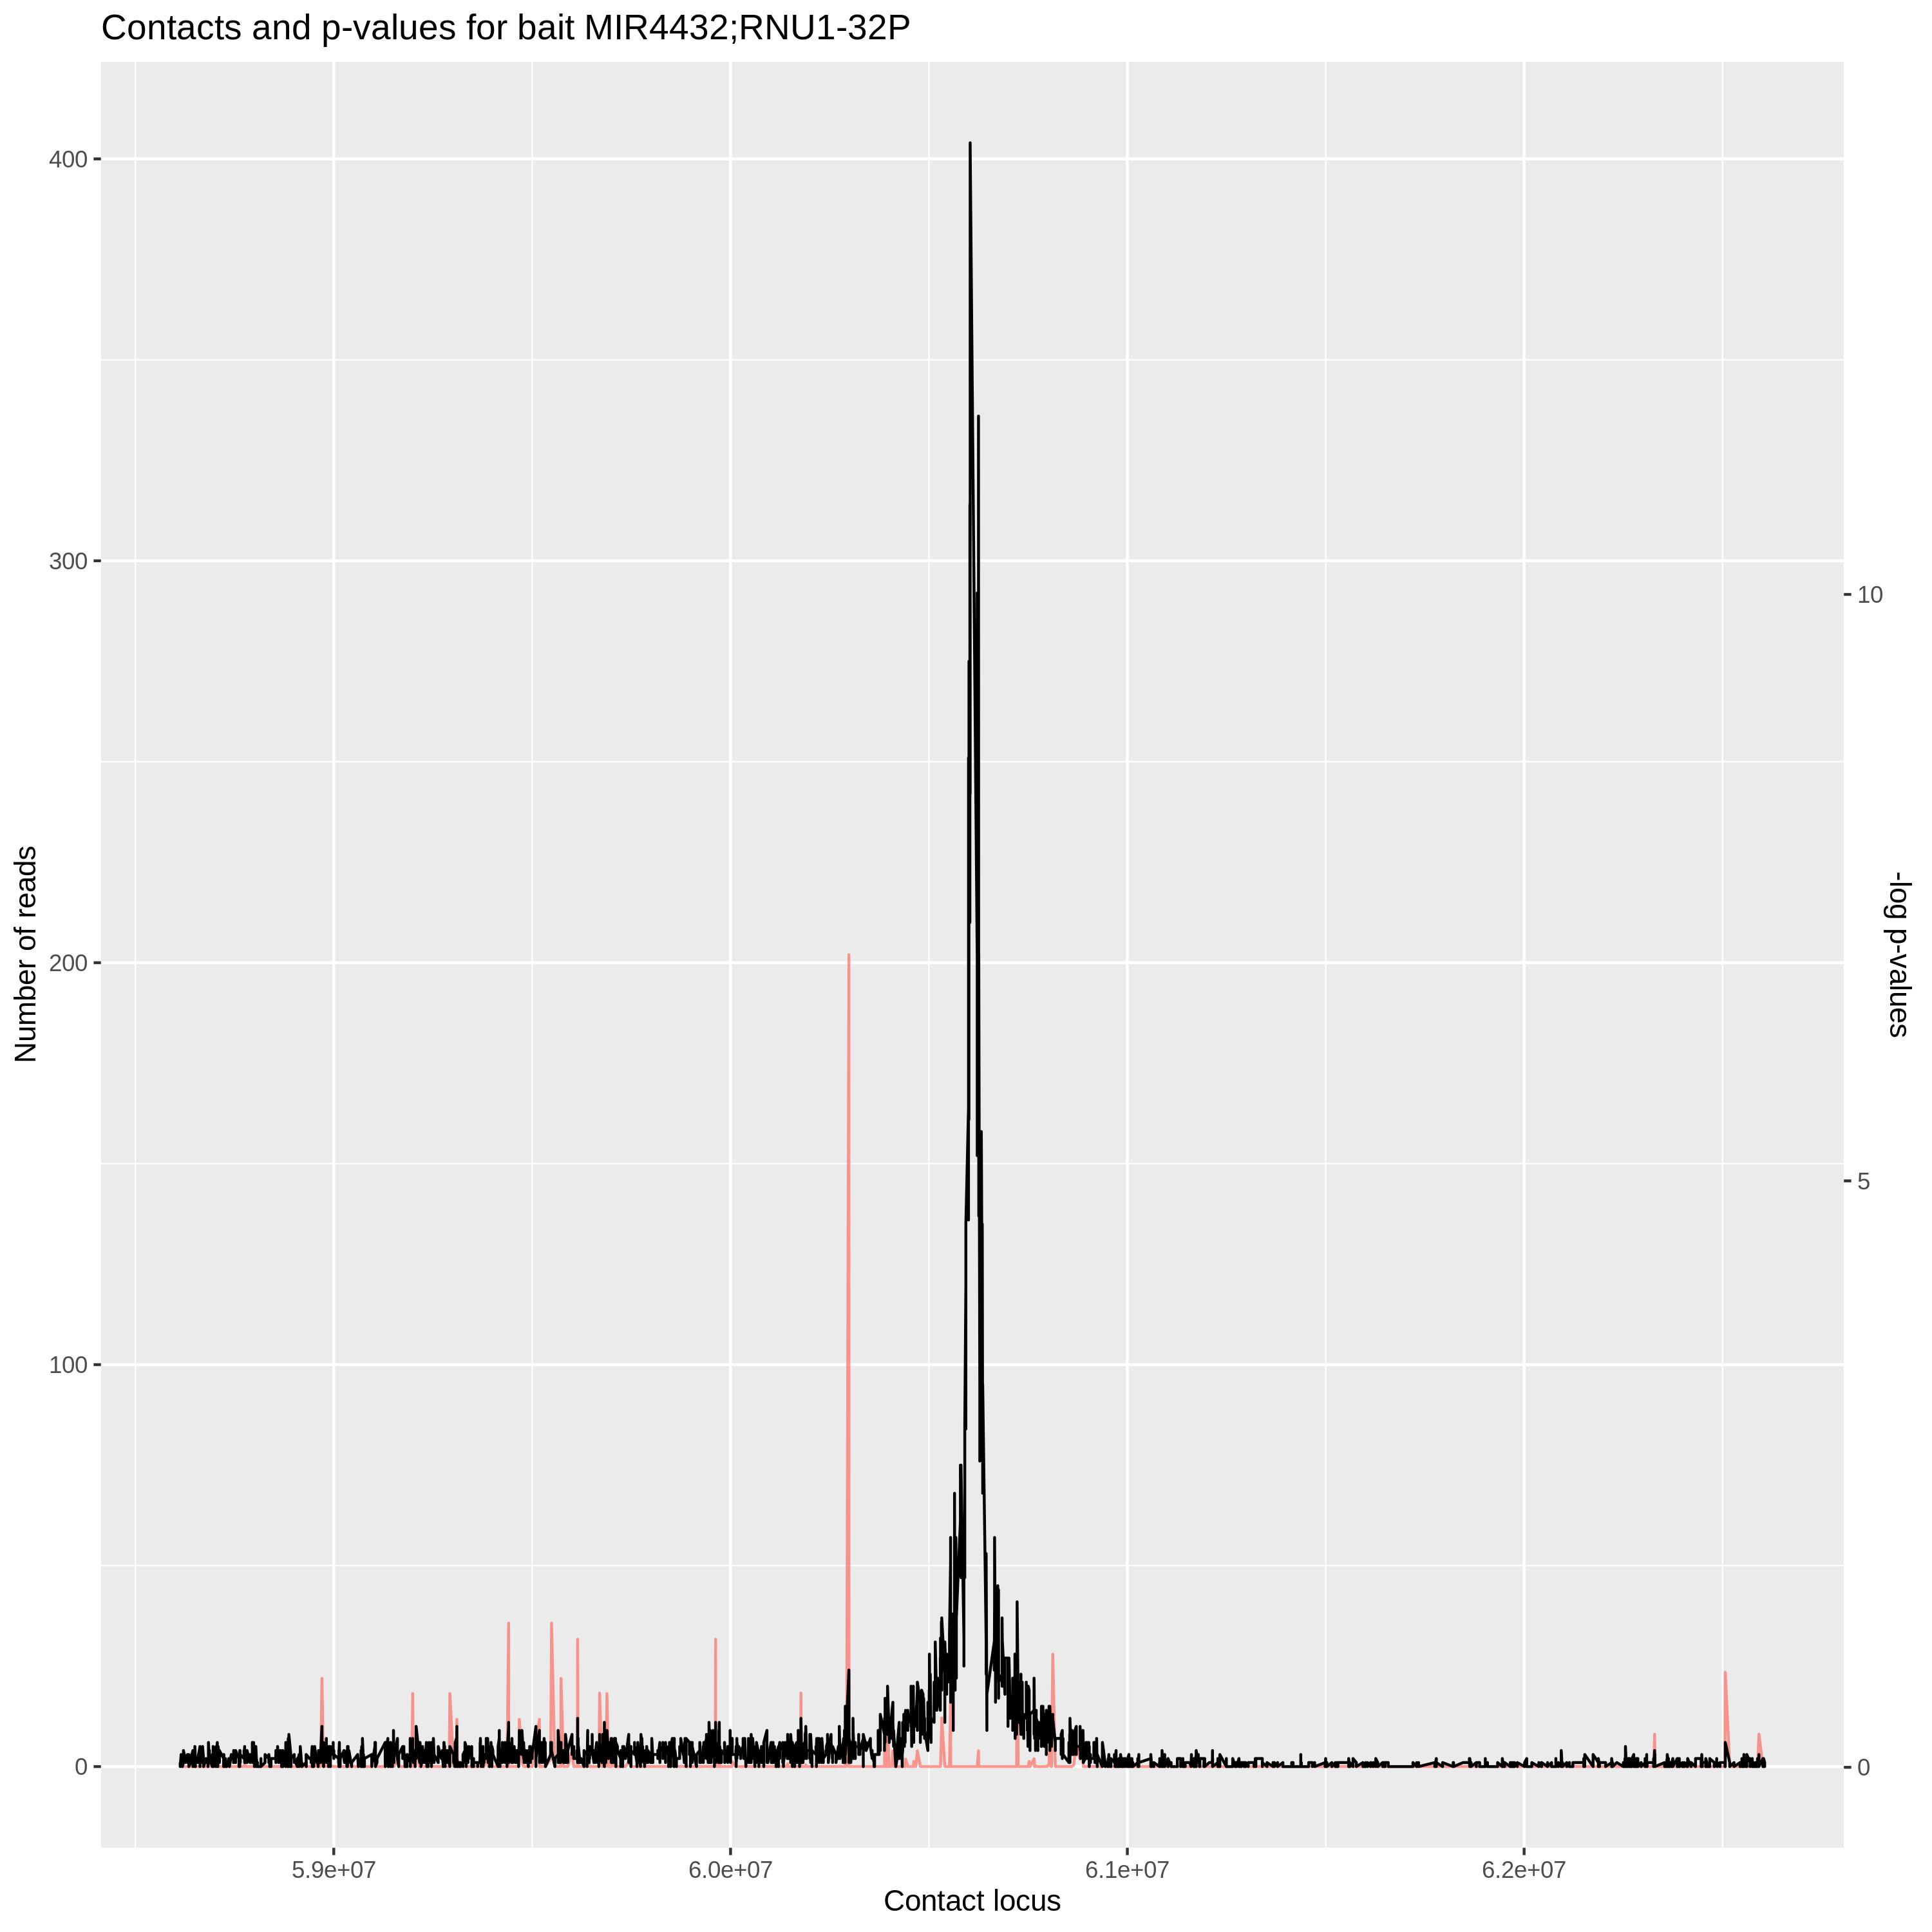 Contacts and p-values for bait MIR4432;RNU1-32P
400
300
200
100
0
10
5
0
Number of reads
-log p-values
5.9e+07
6.0e+07
6.1e+07
6.2e+07
Contact locus